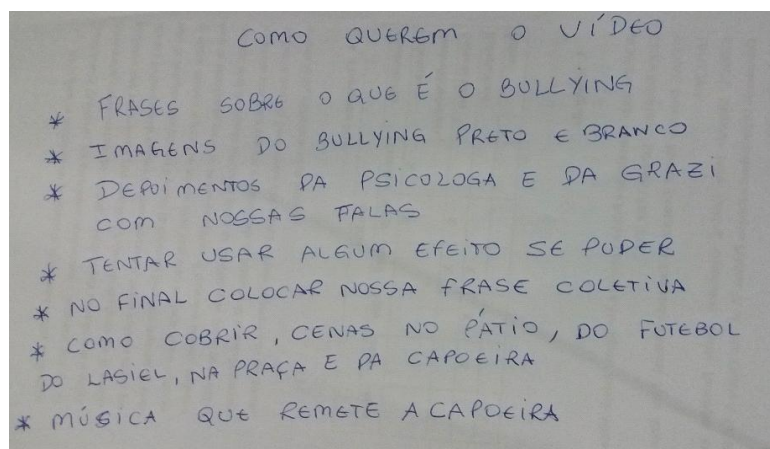 COMO QUEREM O VÍDEO
* FRASES SOBRE O QUE É O BULLYING
* IMAGENS DO BULLYING PRETO E BRANCO
* DEPOIMENTOS DA PSICOLOGA E DA GRAZI
COM NOSSAS FALAS
* TENTAR USAR ALGUM EFEITO SE PUDER
* NO FINAL COLOCAR NOSSA FRASE COLETIVA
* COMO COBRIR, CENAS NO PÁTIO, DO FUTEBOL
DO LASIEL, NA PRAÇA E DA CAPOEIRA
* MÚSICA QUE REMETE A CAPOEIRA